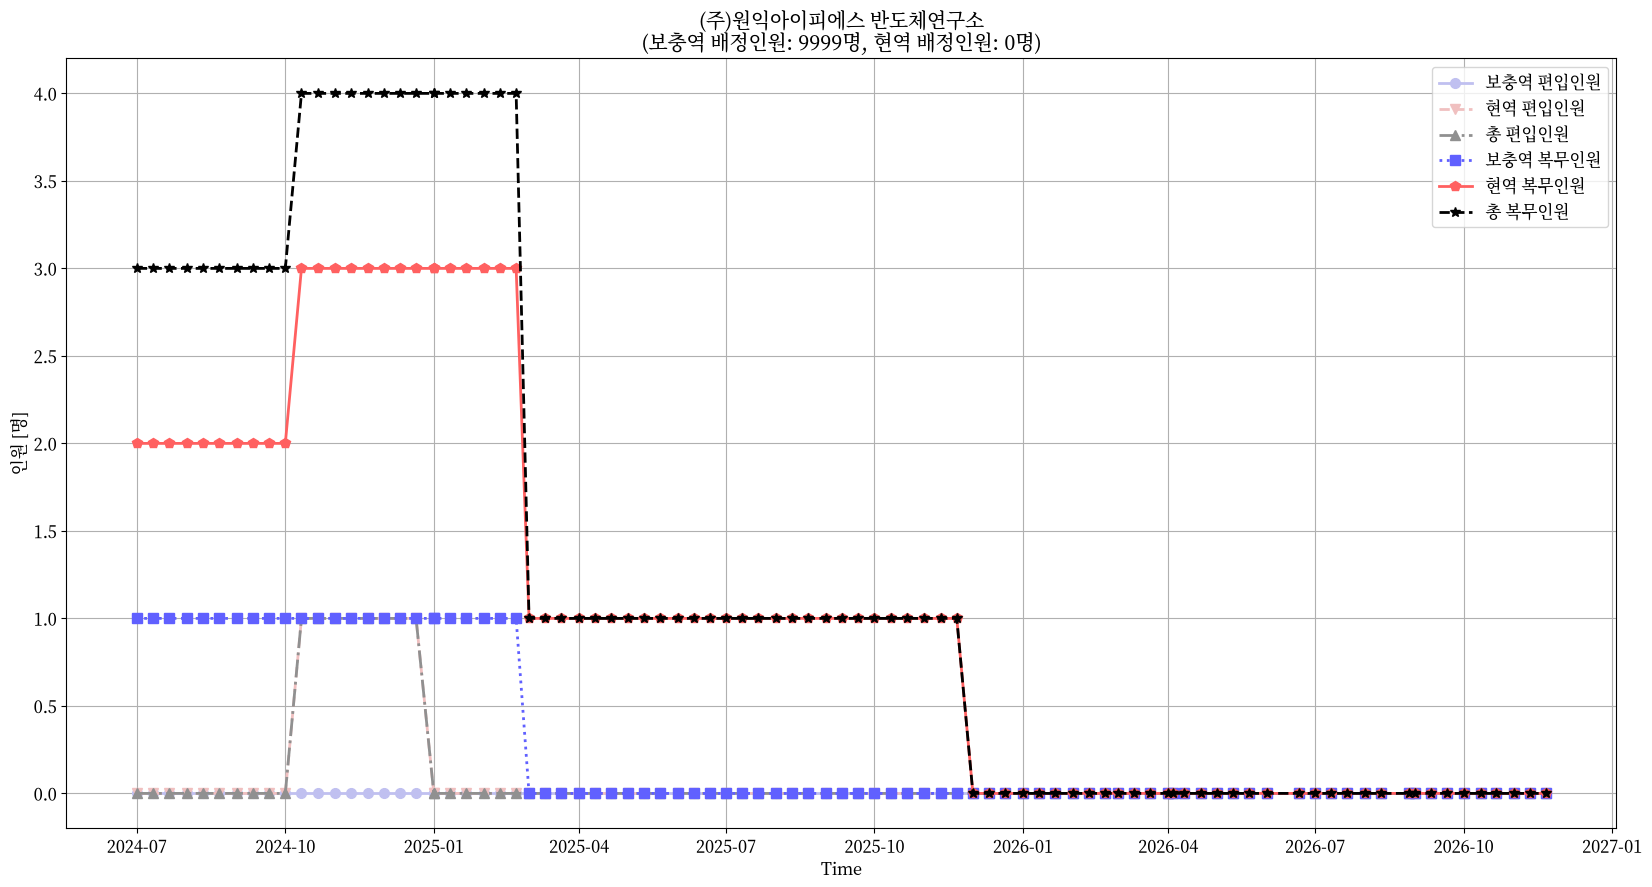 (주)원익아이피에스 반도체연구소
(보충역 배정인원: 9999명, 현역 배정인원: 0명)
보충역 편입인원
현역 편입인원
총 편입인원
보충역 복무인원
현역 복무인원
총 복무인원
인원 [명]
4.0
3.5
3.0
2.5
2.0
1.5
1.0
0.5
0.0
2024-07 2024-10 2025-01 2025-04 2025-07 2025-10 2026-01 2026-04 2026-07 2026-10 2027-01
Time